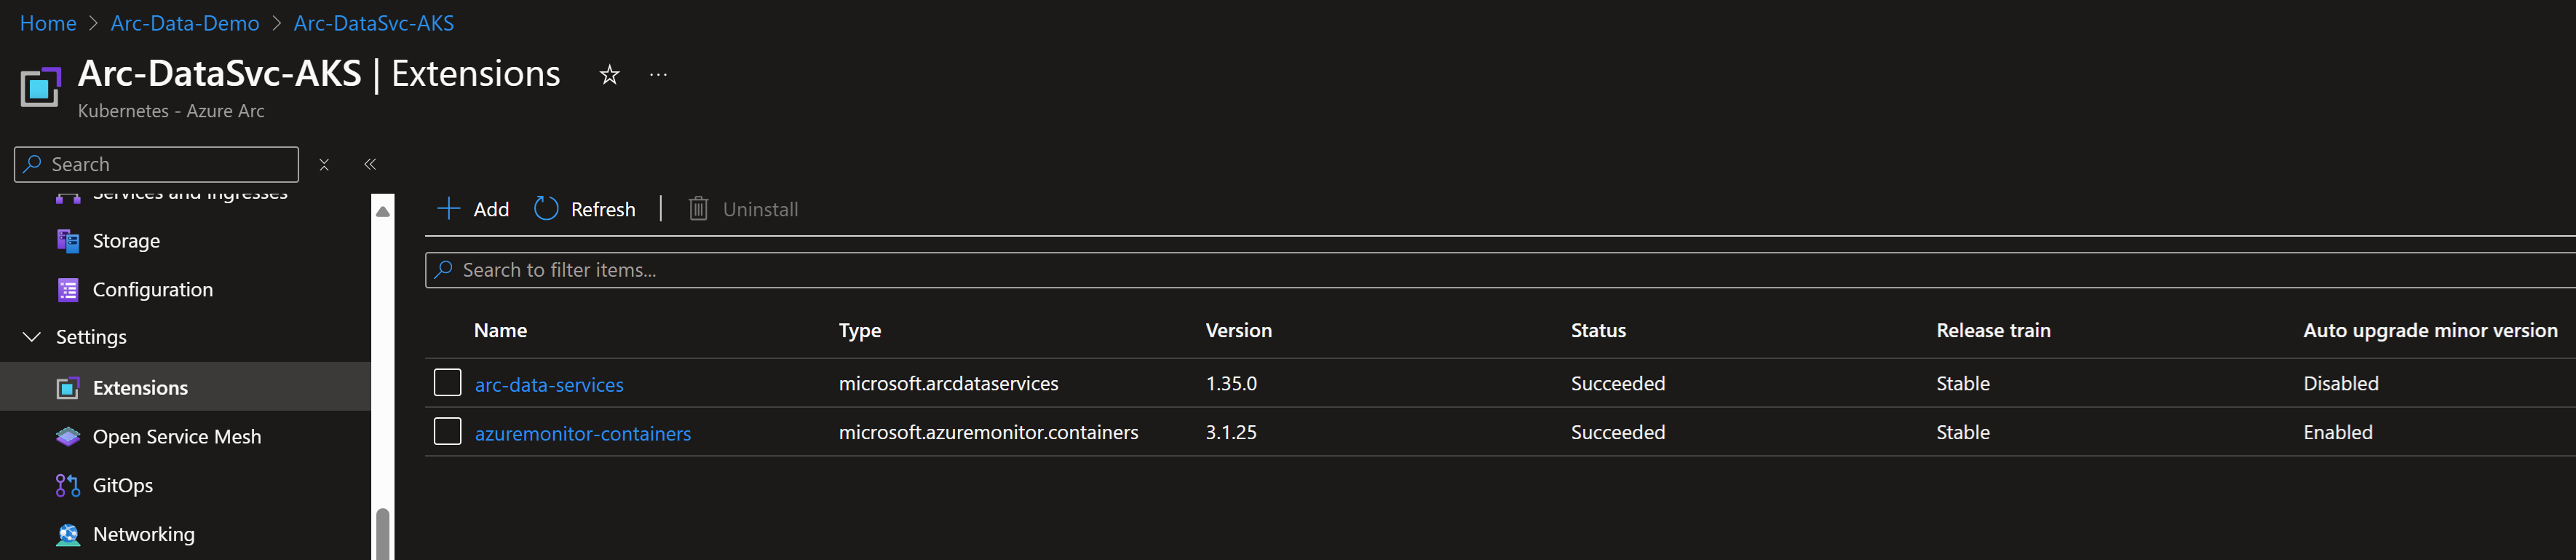 Home > Arc-Data-Demo > Arc-DataSvc-AKS
Arc-DataSvc-AKS | Extensions
Kubernetes - Azure Arc
Search
Services and Ingresses
Storage
Configuration
Settings
Extensions
Open Service Mesh
GitOps
Networking
Add Refresh | Uninstall
Search to filter items...
Name Type Version Status Release train Auto upgrade minor version
arc-data-services microsoft.arcdataservices 1.35.0 Succeeded Stable Disabled
azuremonitor-containers microsoft.azuremonitor.containers 3.1.25 Succeeded Stable Enabled